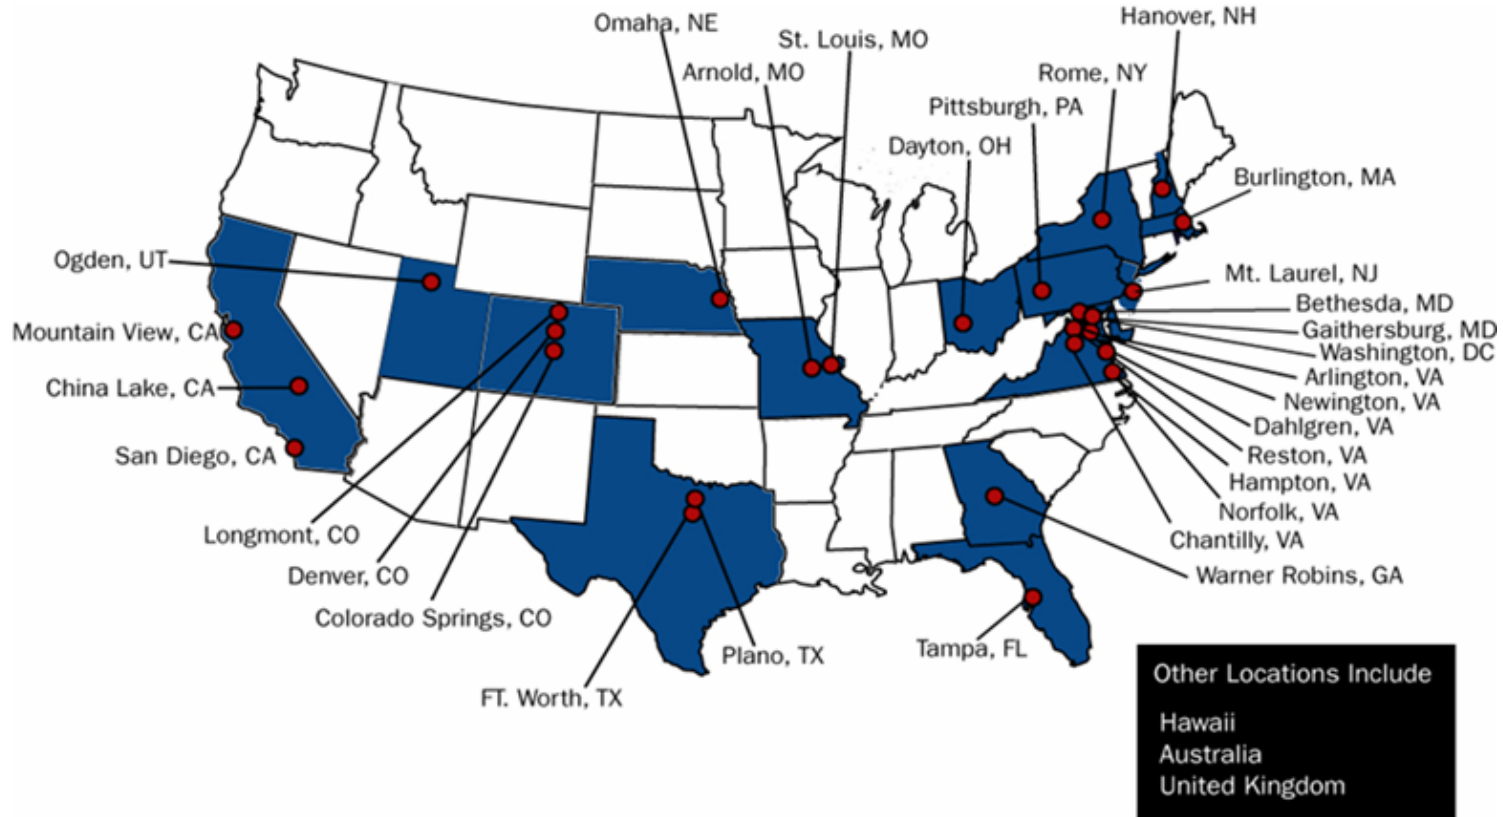 Hanover, NH
Omaha, NE
St. Louis, MO
Arnold, MO
Rome, NY
Pittsburgh, PA
Dayton, OH
Burlington, MA
Ogden, UT
Mt. Laurel, NJ
Bethesda, MD
Mountain View, CA
Gaithersburg, MD
Washington, DC
Arlington, VA
China Lake, CA
Newington, VA
Dahlgren, VA
San Diego, CA
Reston, VA
Hampton, VA
Norfolk, VA
Longmont, CO
Chantilly, VA
Denver, CO
Warner Robins, GA
Colorado Springs, CO
Tampa, FL
Plano, TX
FT. Worth, TX
Other Locations Include
Hawaii
Australia
United Kingdom